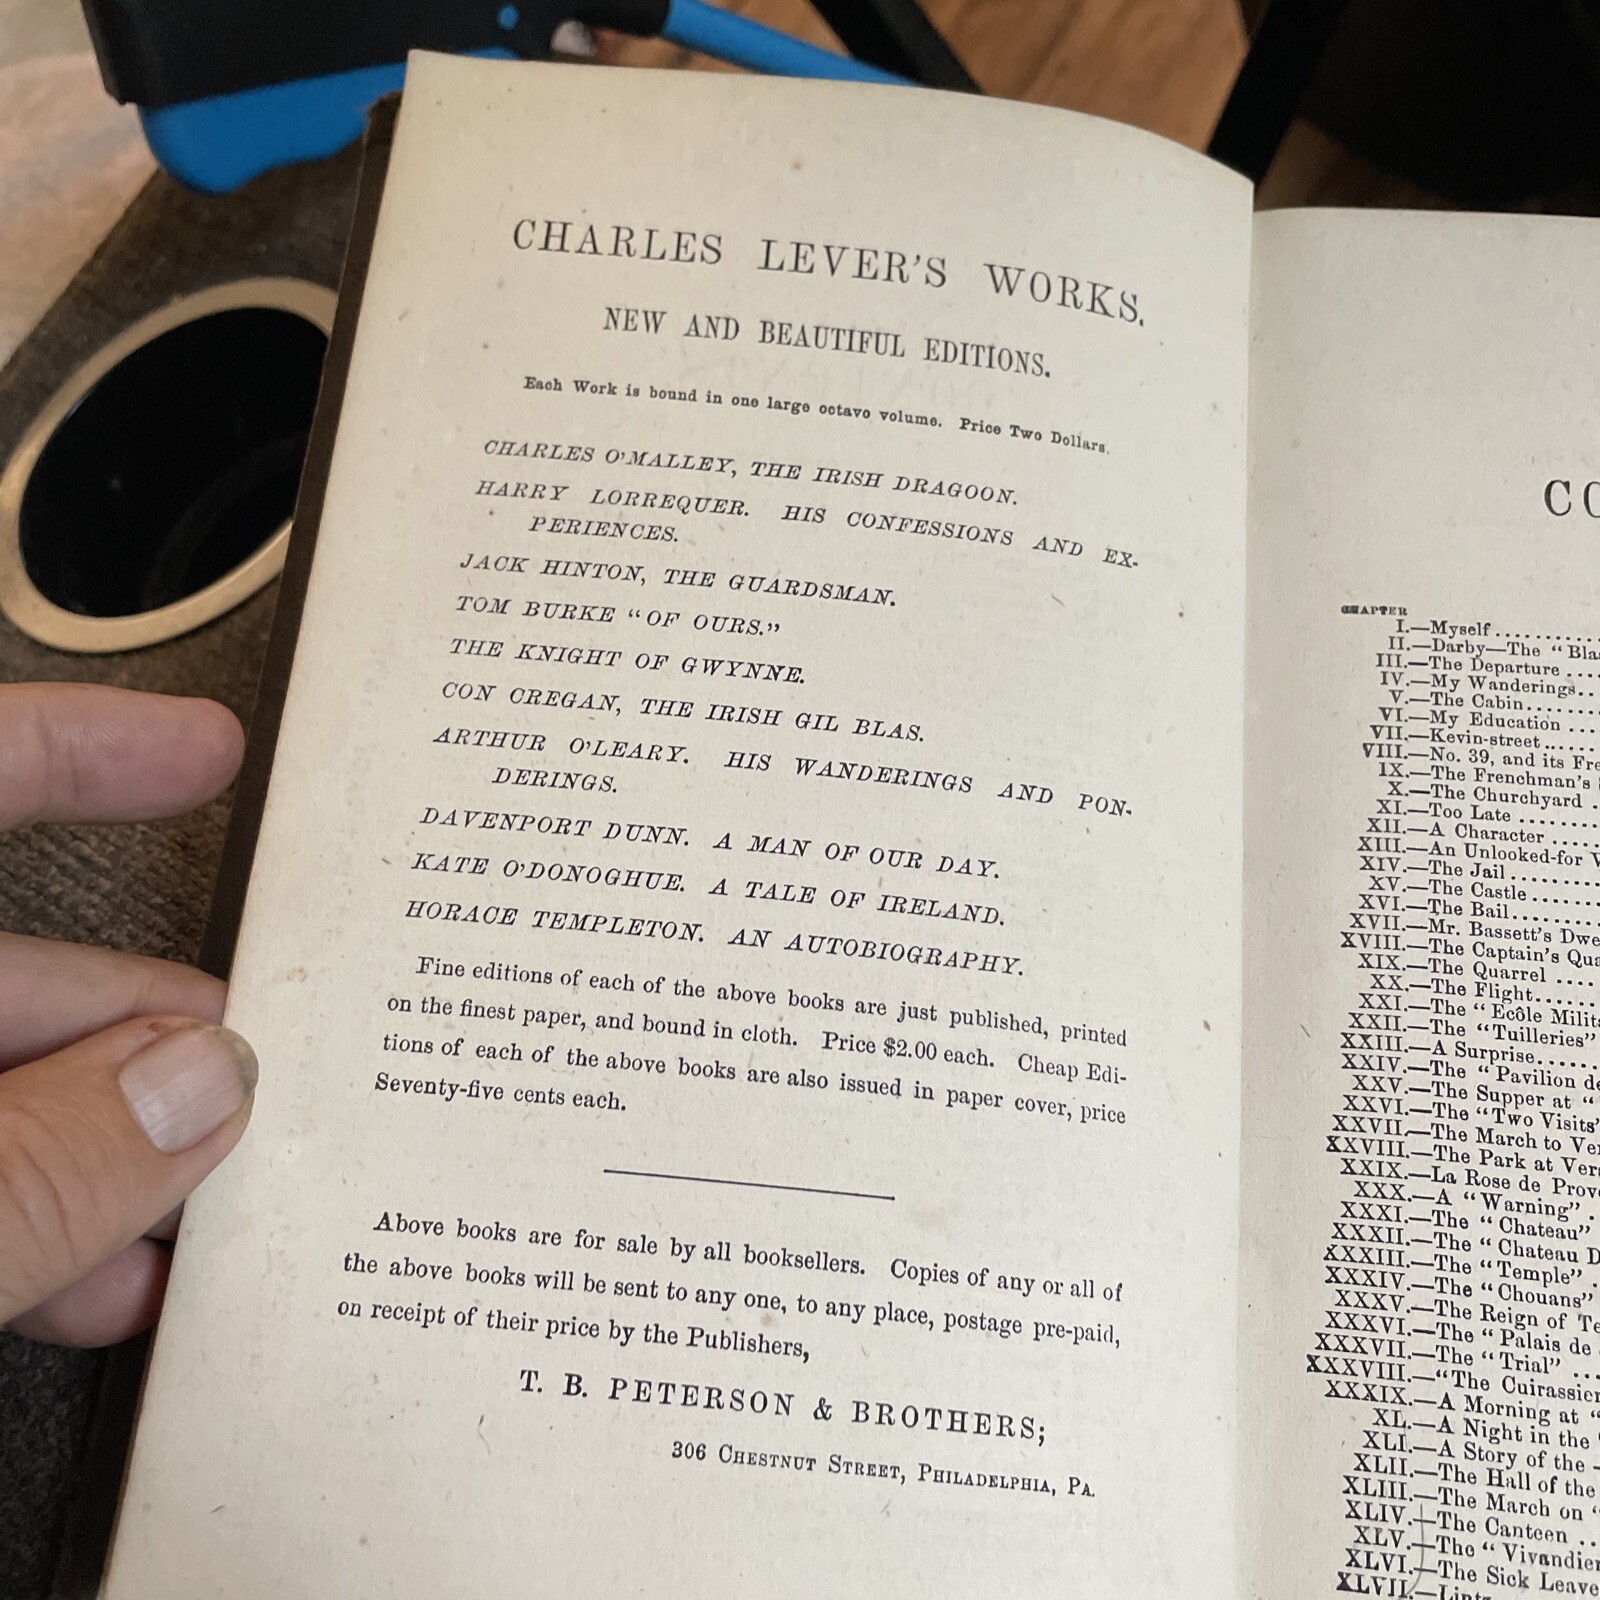 CHARLES LEVER'S WORKS.
NEW AND BEAUTIFUL EDITIONS.
Each Work is bound in one large octavo volume. Price Two Dollars.
CHARLES O'MALLEY, THE IRISH DRAGOON.
HARRY LORREQUER. HIS CONFESSIONS AND EX-
PERIENCES.
JACK HINTON, THE GUARDSMAN.
TOM BURKE "OF OURS."
THE KNIGHT OF GWYNNE.
CON CREGAN, THE IRISH GIL BLAS.
ARTHUR O'LEARY. HIS WANDERINGS AND PON-
DERINGS.
DAVENPORT DUNN. A MAN OF OUR DAY.
KATE O'DONOGHUE. A TALE OF IRELAND.
HORACE TEMPLETON. AN AUTOBIOGRAPHY.
Fine editions of each of the above books are just published, printed
on the finest paper, and bound in cloth. Price $2.00 each. Cheap Edi-
tions of each of the above books are also issued in paper cover, price
Seventy-five cents each.
Above books are for sale by all booksellers. Copies of any or all of
the above books will be sent to any one, to any place, postage pre-paid,
on receipt of their price by the Publishers,
T. B. PETERSON & BROTHERS;
306 CHESTNUT STREET, PHILADELPHIA, PA.
CO
CHAPTER
I.—Myself ..........
II.—Darby—The "Bla
III.—The Departure ....
IV.—My Wanderings..
V.—The Cabin........
VI.—My Education ....
VII.—Kevin-street......
VIII.—No. 39, and its Fre
IX.—The Frenchman's
X.—The Churchyard .
XI.—Too Late ........
XII.—A Character .....
XIII.—An Unlooked-for V
XIV.—The Jail .........
XV.—The Castle .......
XVI.—The Bail.........
XVII.—Mr. Bassett's Dwe
XVIII.—The Captain's Qua
XIX.—The Quarrel ....
XX.—The Flight.......
XXI.—The "Ecôle Milit
XXII.—The "Tuilleries"
XXIII.—A Surprise.......
XXIV.—The "Pavilion de
XXV.—The Supper at "
XXVI.—The "Two Visits"
XXVII.—The March to Ver
XXVIII.—The Park at Vers
XXIX.—La Rose de Prov
XXX.—A "Warning" .
XXXI.—The "Chateau"
XXXII.—The "Chateau D
XXXIII.—The "Temple" .
XXXIV.—The "Chouans"
XXXV.—The Reign of Te
XXXVI.—The "Palais de
XXXVII.—The "Trial" ...
XXXVIII.—"The Cuirassier
XXXIX.—A Morning at "
XL.—A Night in the "
XLI.—A Story of the
XLII.—The Hall of the
XLIII.—The March on "
XLIV.—The Canteen ..
XLV.—The "Vivandier
XLVI.—The Sick Leave
XLVII.—Lintz